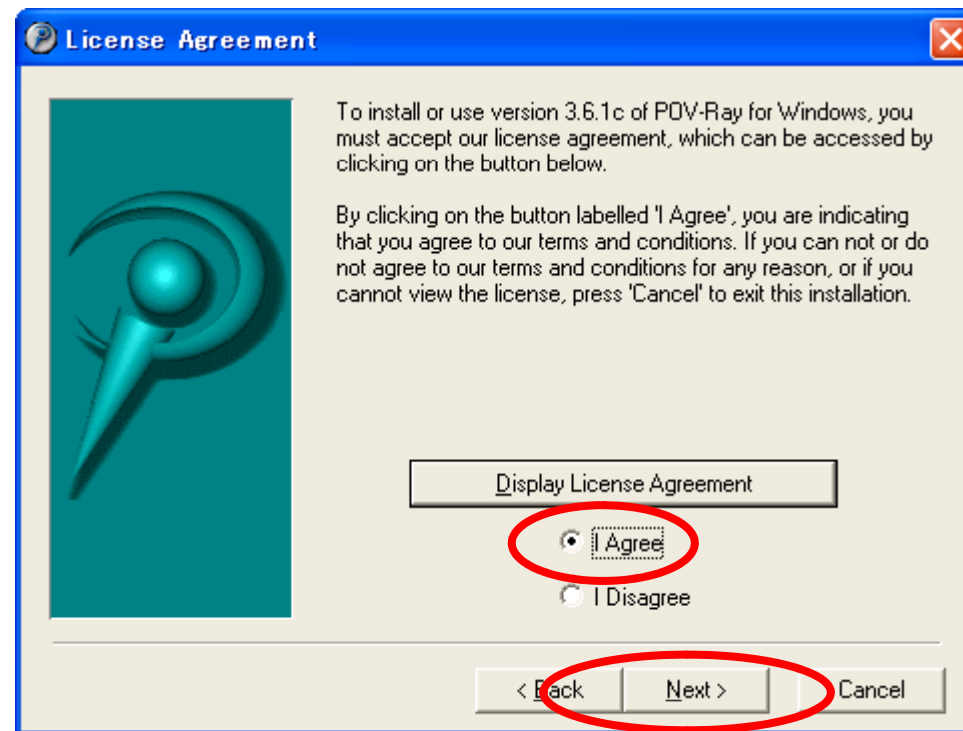 License Agreement
To install or use version 3.6.1c of POV-Ray for Windows, you
must accept our license agreement, which can be accessed by
clicking on the button below.
By clicking on the button labelled 'I Agree', you are indicating
that you agree to our terms and conditions. If you can not or do
not agree to our terms and conditions for any reason, or if you
cannot view the license, press 'Cancel' to exit this installation.
Display License Agreement
I Agree
I Disagree
< Back Next > Cancel